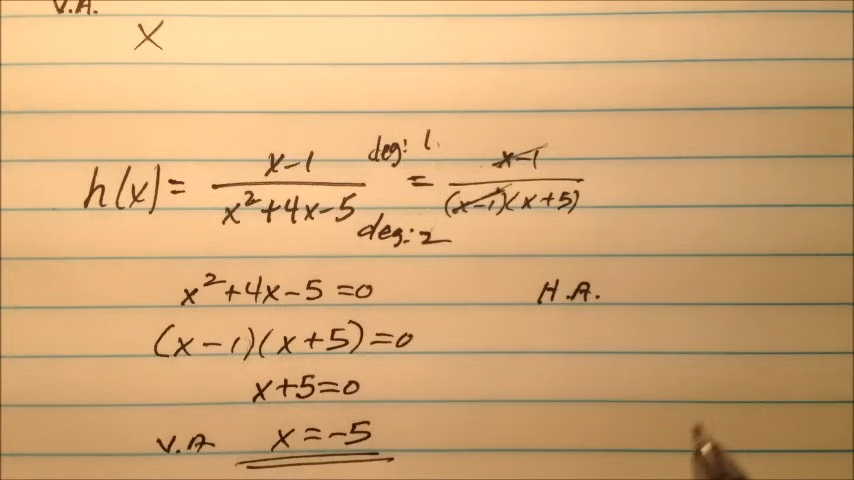 V.A.
x
h(x) = x-1 / x²+4x-5 deg: 1. deg: 2 = x-1 / (x-1)(x+5)
x²+4x-5=0 H.A.
(x-1)(x+5)=0
x+5=0
V.A x=-5